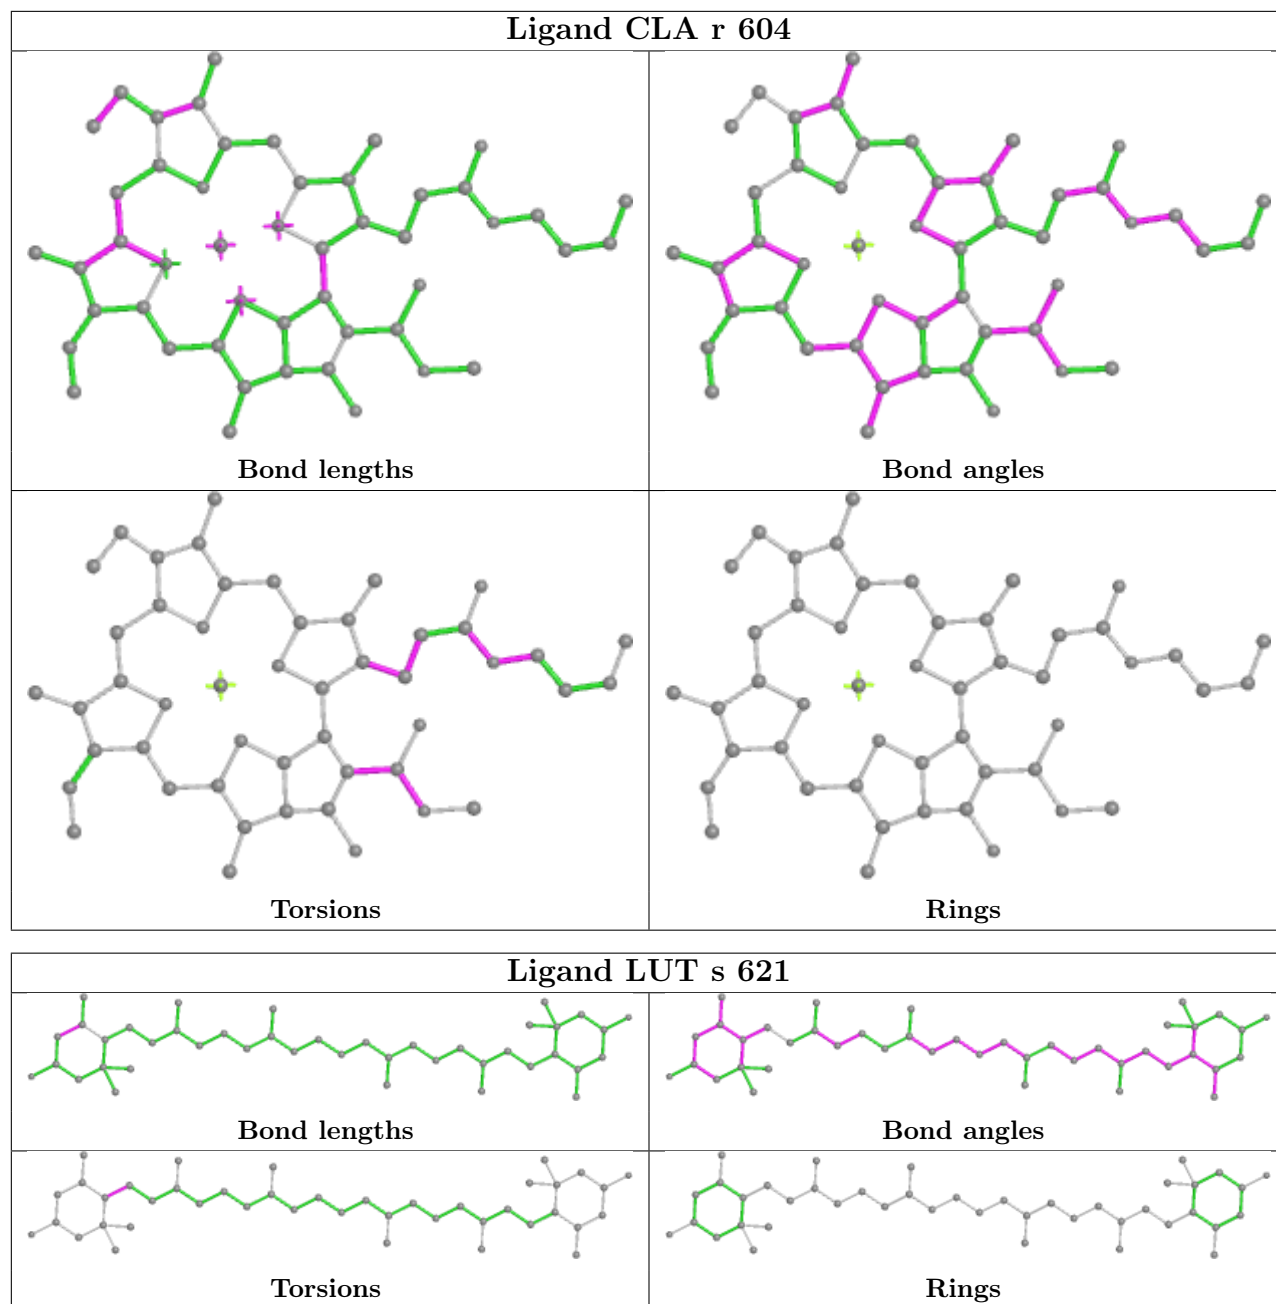 Ligand CLA r 604
Bond lengths
Bond angles
Torsions
Rings
Ligand LUT s 621
Bond lengths
Bond angles
Torsions
Rings